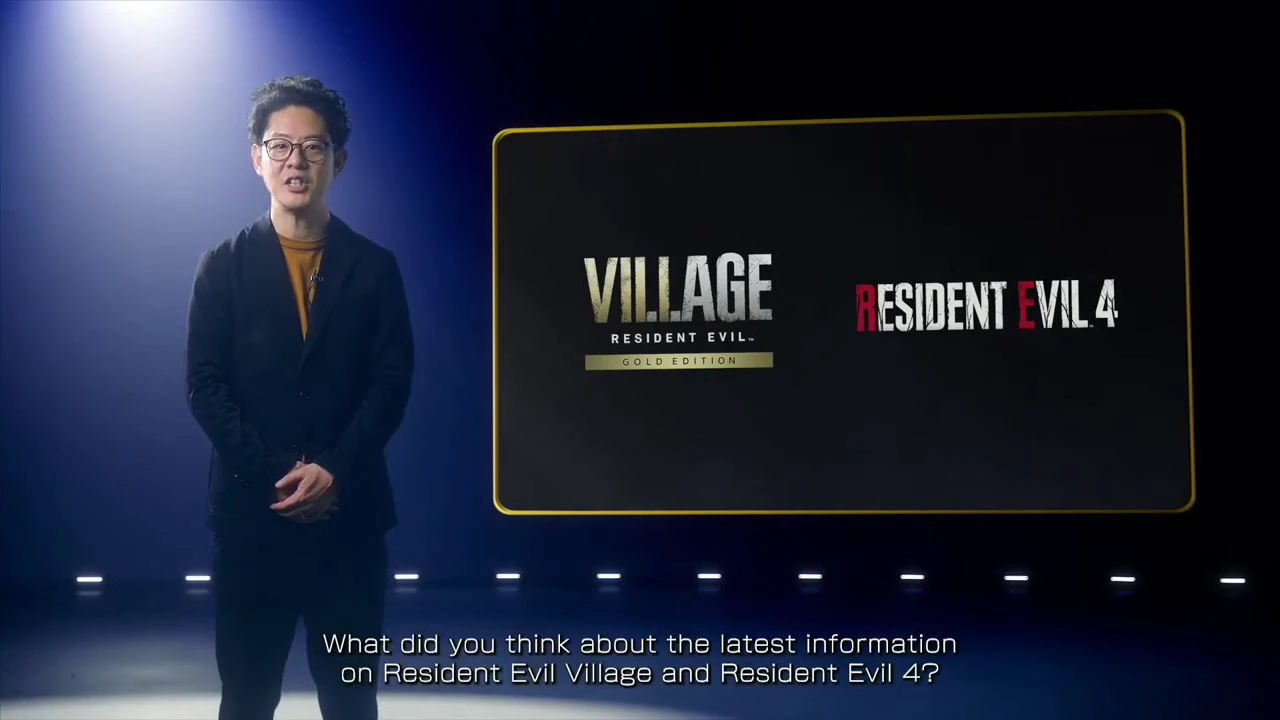 VILLAGE
RESIDENT EVIL™
GOLD EDITION
RESIDENT EVIL 4
What did you think about the latest information
on Resident Evil Village and Resident Evil 4?